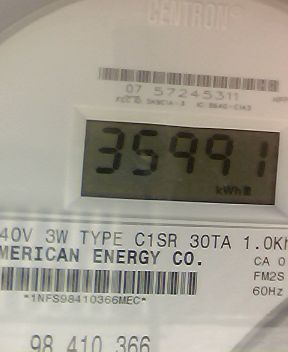 CENTRON
07 57245311
35991
kWh
40V 3W TYPE C1SR 30TA 1.0Kh
MERICAN ENERGY CO.
CA 0
FM2S
60Hz
*1NFS98410366MEC*
98 410 366